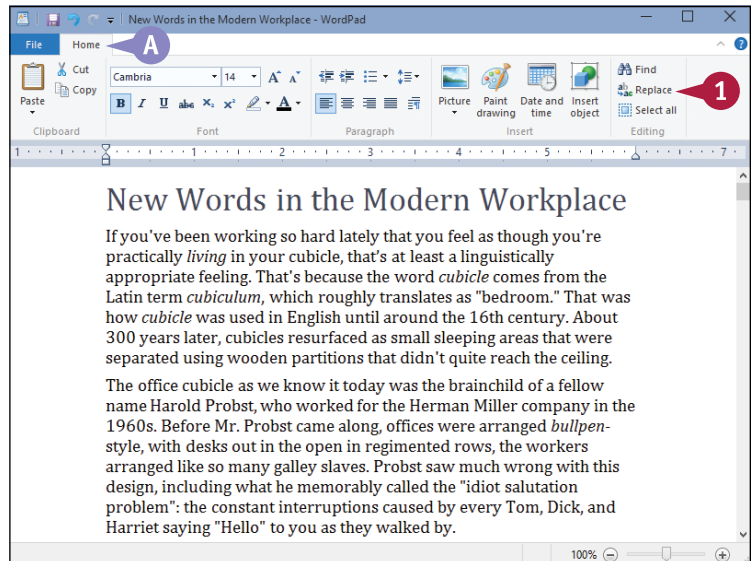 New Words in the Modern Workplace - WordPad
File Home A
Cut
Copy
Paste
Clipboard
Cambria 14 A A
B I U abc X₂ X² A
Font
Paragraph
Picture Paint drawing Date and time Insert object
Insert
Find
Replace 1
Select all
Editing
1 1 2 3 4 5 7
New Words in the Modern Workplace
If you've been working so hard lately that you feel as though you're
practically living in your cubicle, that's at least a linguistically
appropriate feeling. That's because the word cubicle comes from the
Latin term cubiculum, which roughly translates as "bedroom." That was
how cubicle was used in English until around the 16th century. About
300 years later, cubicles resurfaced as small sleeping areas that were
separated using wooden partitions that didn't quite reach the ceiling.
The office cubicle as we know it today was the brainchild of a fellow
name Harold Probst, who worked for the Herman Miller company in the
1960s. Before Mr. Probst came along, offices were arranged bullpen-
style, with desks out in the open in regimented rows, the workers
arranged like so many galley slaves. Probst saw much wrong with this
design, including what he memorably called the "idiot salutation
problem": the constant interruptions caused by every Tom, Dick, and
Harriet saying "Hello" to you as they walked by.
100%